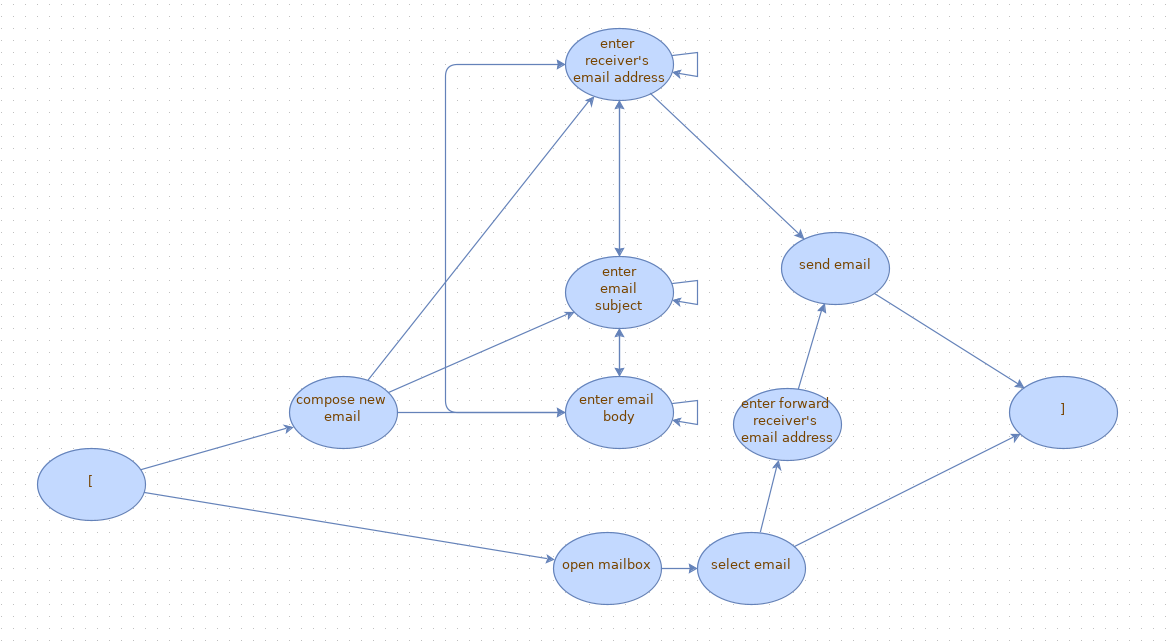 enter
receiver's
email address
enter
email
subject
send email
compose new
email
enter email
body
enter forward
receiver's
email address
]
[
open mailbox
select email